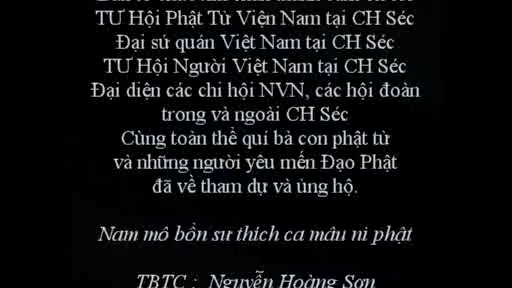 TƯ Hội Phật Tử Viện Nam tại CH Séc
Đại sứ quán Việt Nam tại CH Séc
TƯ Hội Người Việt Nam tại CH Séc
Đại diện các chi hội NVN, các hội đoàn
trong và ngoài CH Séc
Cùng toàn thể quí bà con phật tử
và những người yêu mến Đạo Phật
đã về tham dự và ủng hộ.
Nam mô bổn sư thích ca mâu ni phật
TBTC : Nguyễn Hoàng Sơn